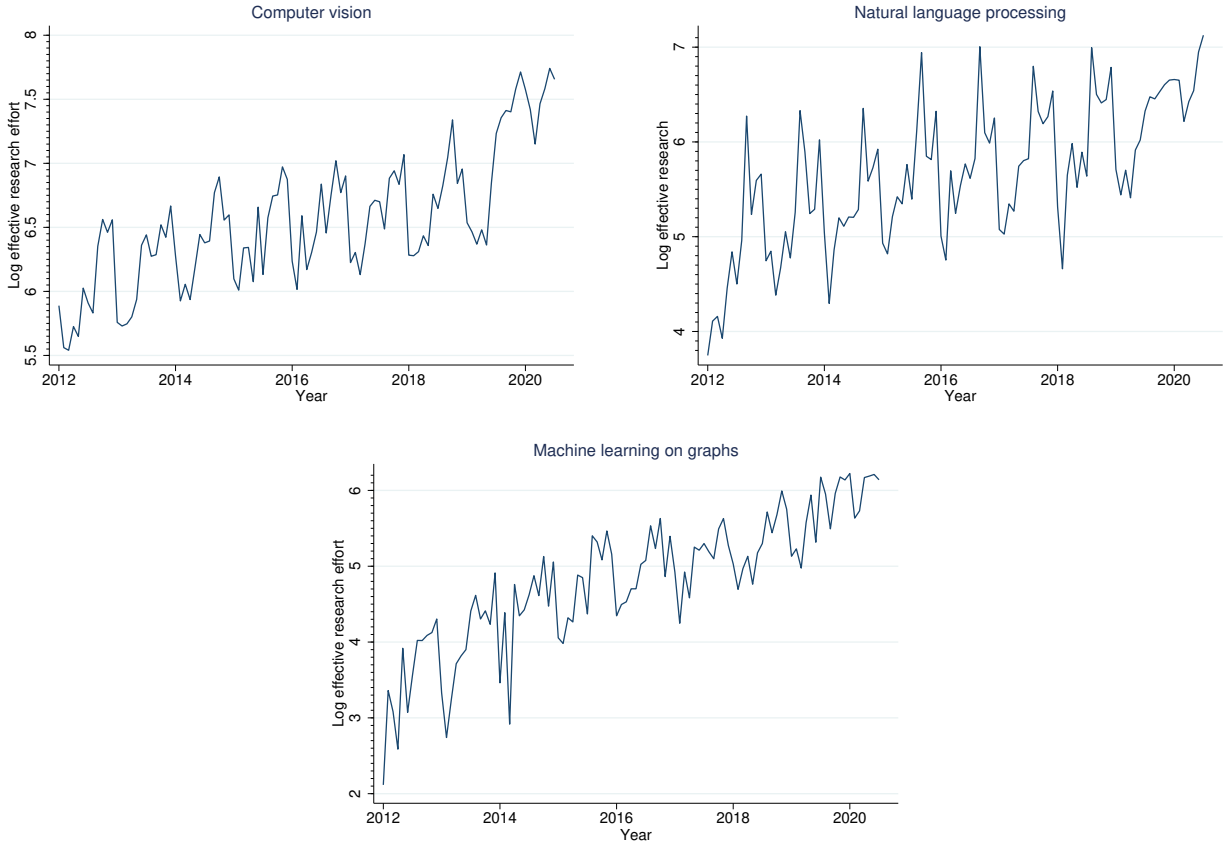 Computer vision
Log effective research effort
8
7.5
7
6.5
6
5.5
2012 2014 2016 2018 2020
Year
Natural language processing
Log effective research
7
6
5
4
2012 2014 2016 2018 2020
Year
Machine learning on graphs
Log effective research effort
6
5
4
3
2
2012 2014 2016 2018 2020
Year